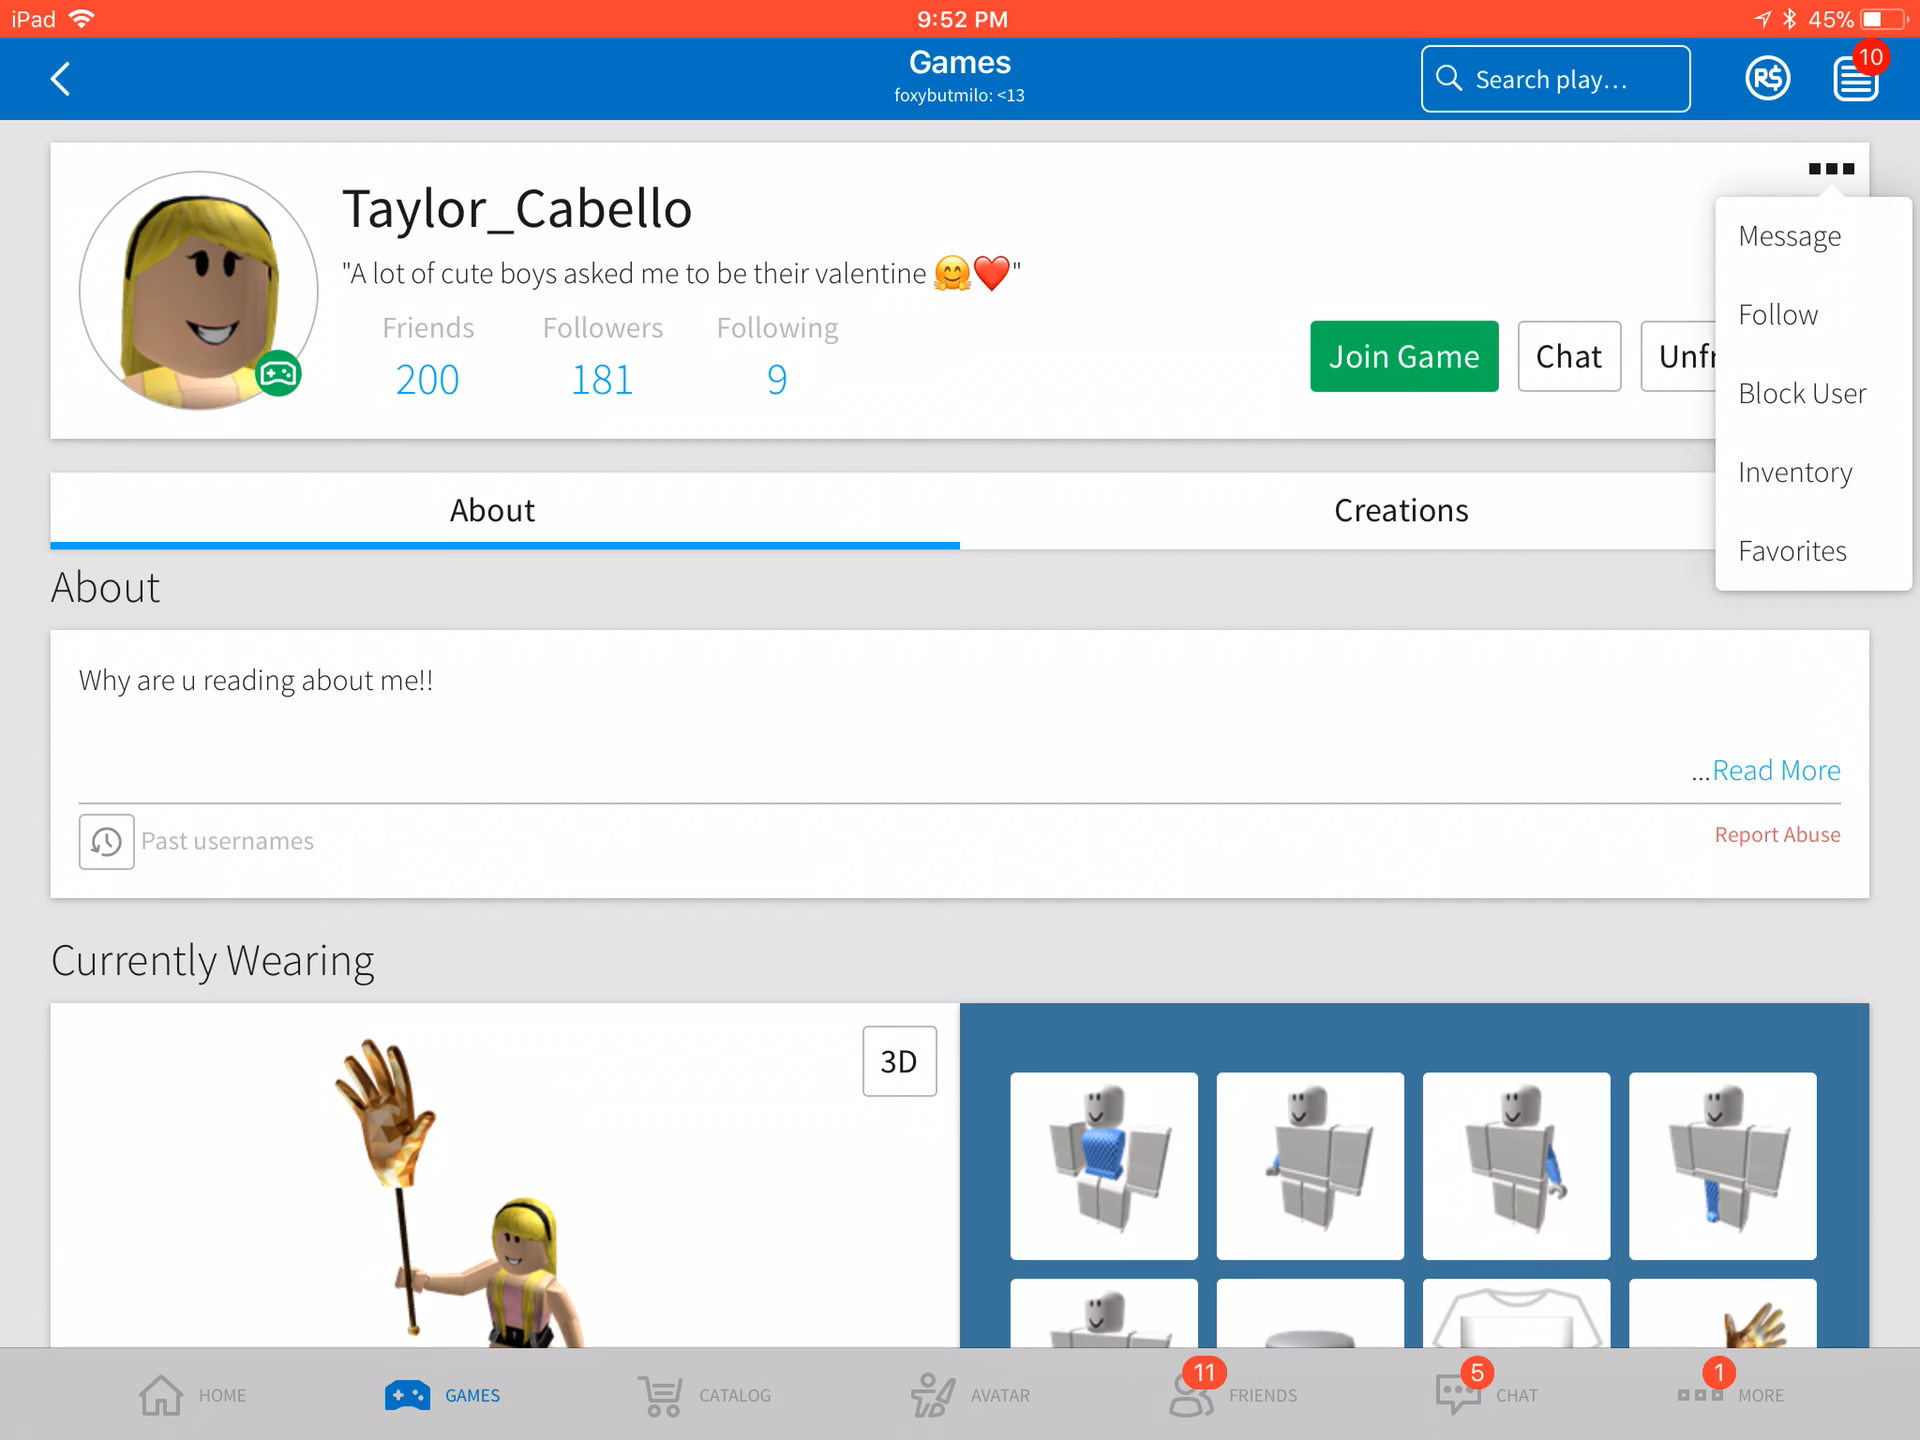 iPad 9:52 PM 45%
Games
foxybutmilo: <13
Search play...
R$
10
Taylor_Cabello
"A lot of cute boys asked me to be their valentine 🤗❤️"
Friends Followers Following
200 181 9
Join Game Chat Unfr
Message
Follow
Block User
Inventory
Favorites
About Creations
About
Why are u reading about me!!
...Read More
Past usernames Report Abuse
Currently Wearing
3D
HOME GAMES CATALOG AVATAR 11 FRIENDS 5 CHAT 1 MORE